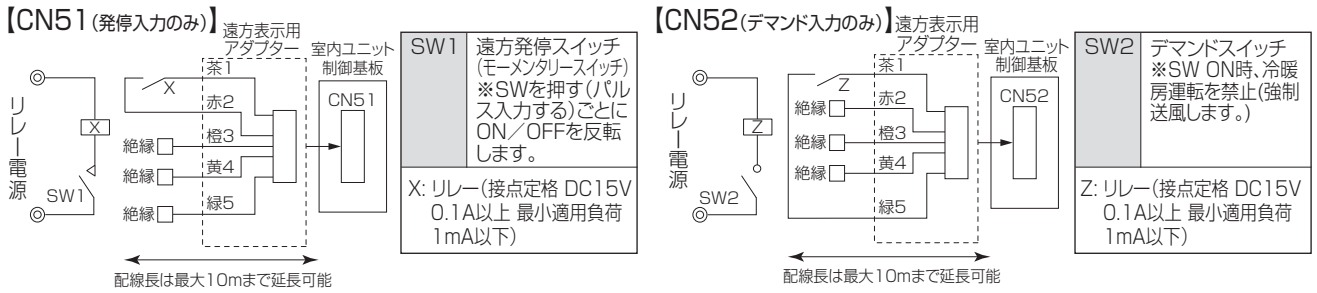 【CN51(発停入力のみ)】
遠方表示用
アダプター
室内ユニット
制御基板
茶1
X
赤2
CN51
リレー電源
X
橙3
絶縁
黄4
絶縁
SW1
緑5
絶縁
配線長は最大10mまで延長可能
SW1
遠方発停スイッチ
(モーメンタリースイッチ)
※SWを押す(パル
ス入力する)ごとに
ON/OFFを反転
します。
X: リレー(接点定格 DC15V
0.1A以上 最小適用負荷
1mA以下)
【CN52(デマンド入力のみ)】
遠方表示用
アダプター
室内ユニット
制御基板
茶1
Z
赤2
絶縁
CN52
リレー電源
Z
橙3
絶縁
黄4
絶縁
SW2
緑5
配線長は最大10mまで延長可能
SW2
デマンドスイッチ
※SW ON時、冷暖
房運転を禁止(強制
送風します。)
Z: リレー(接点定格 DC15V
0.1A以上 最小適用負荷
1mA以下)